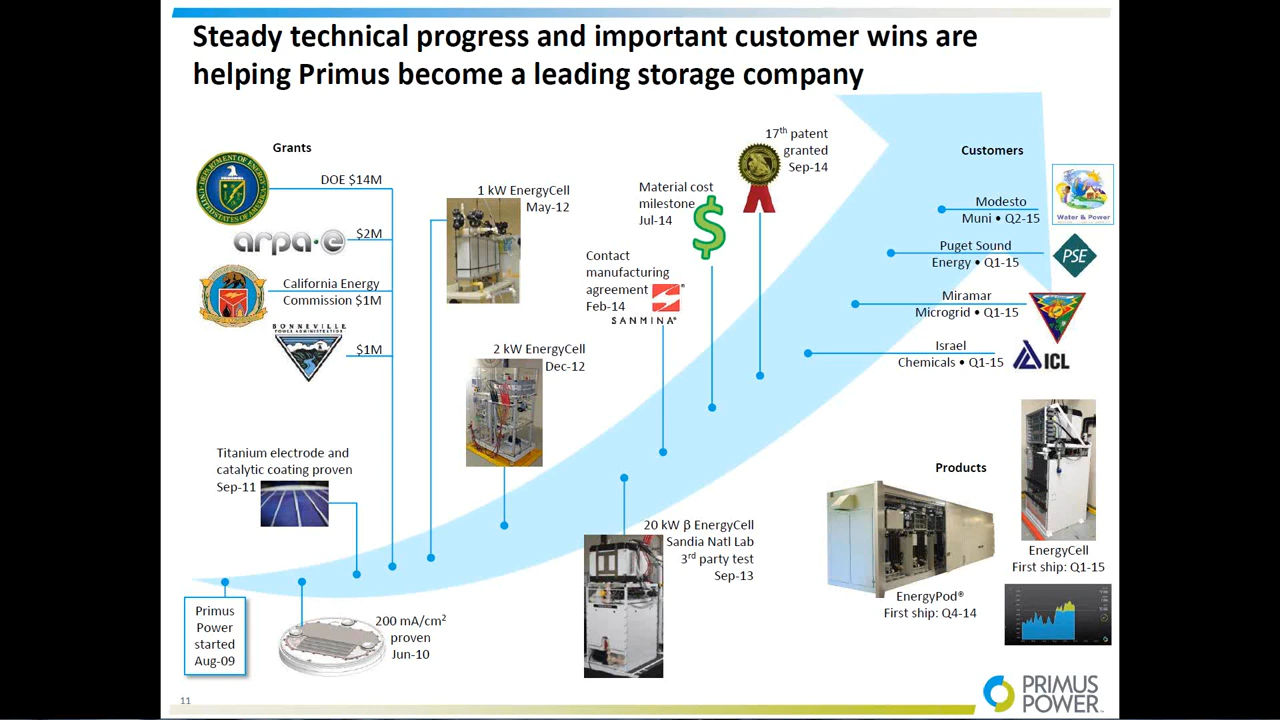 Steady technical progress and important customer wins are
helping Primus become a leading storage company
Grants
DOE $14M
arpa·e
$2M
California Energy
Commission $1M
BONNEVILLE
POWER ADMINISTRATION
$1M
Titanium electrode and
catalytic coating proven
Sep-11
Primus
Power
started
Aug-09
200 mA/cm²
proven
Jun-10
1 kW EnergyCell
May-12
2 kW EnergyCell
Dec-12
20 kW β EnergyCell
Sandia Natl Lab
3rd party test
Sep-13
Contact
manufacturing
agreement
Feb-14
SANMINA®
Material cost
milestone
Jul-14
$
17th patent
granted
Sep-14
Customers
Modesto
Muni • Q2-15
Water & Power
Puget Sound
Energy • Q1-15
PSE
Miramar
Microgrid • Q1-15
Israel
Chemicals • Q1-15
ICL
Products
EnergyPod®
First ship: Q4-14
EnergyCell
First ship: Q1-15
11
PRIMUS
POWER